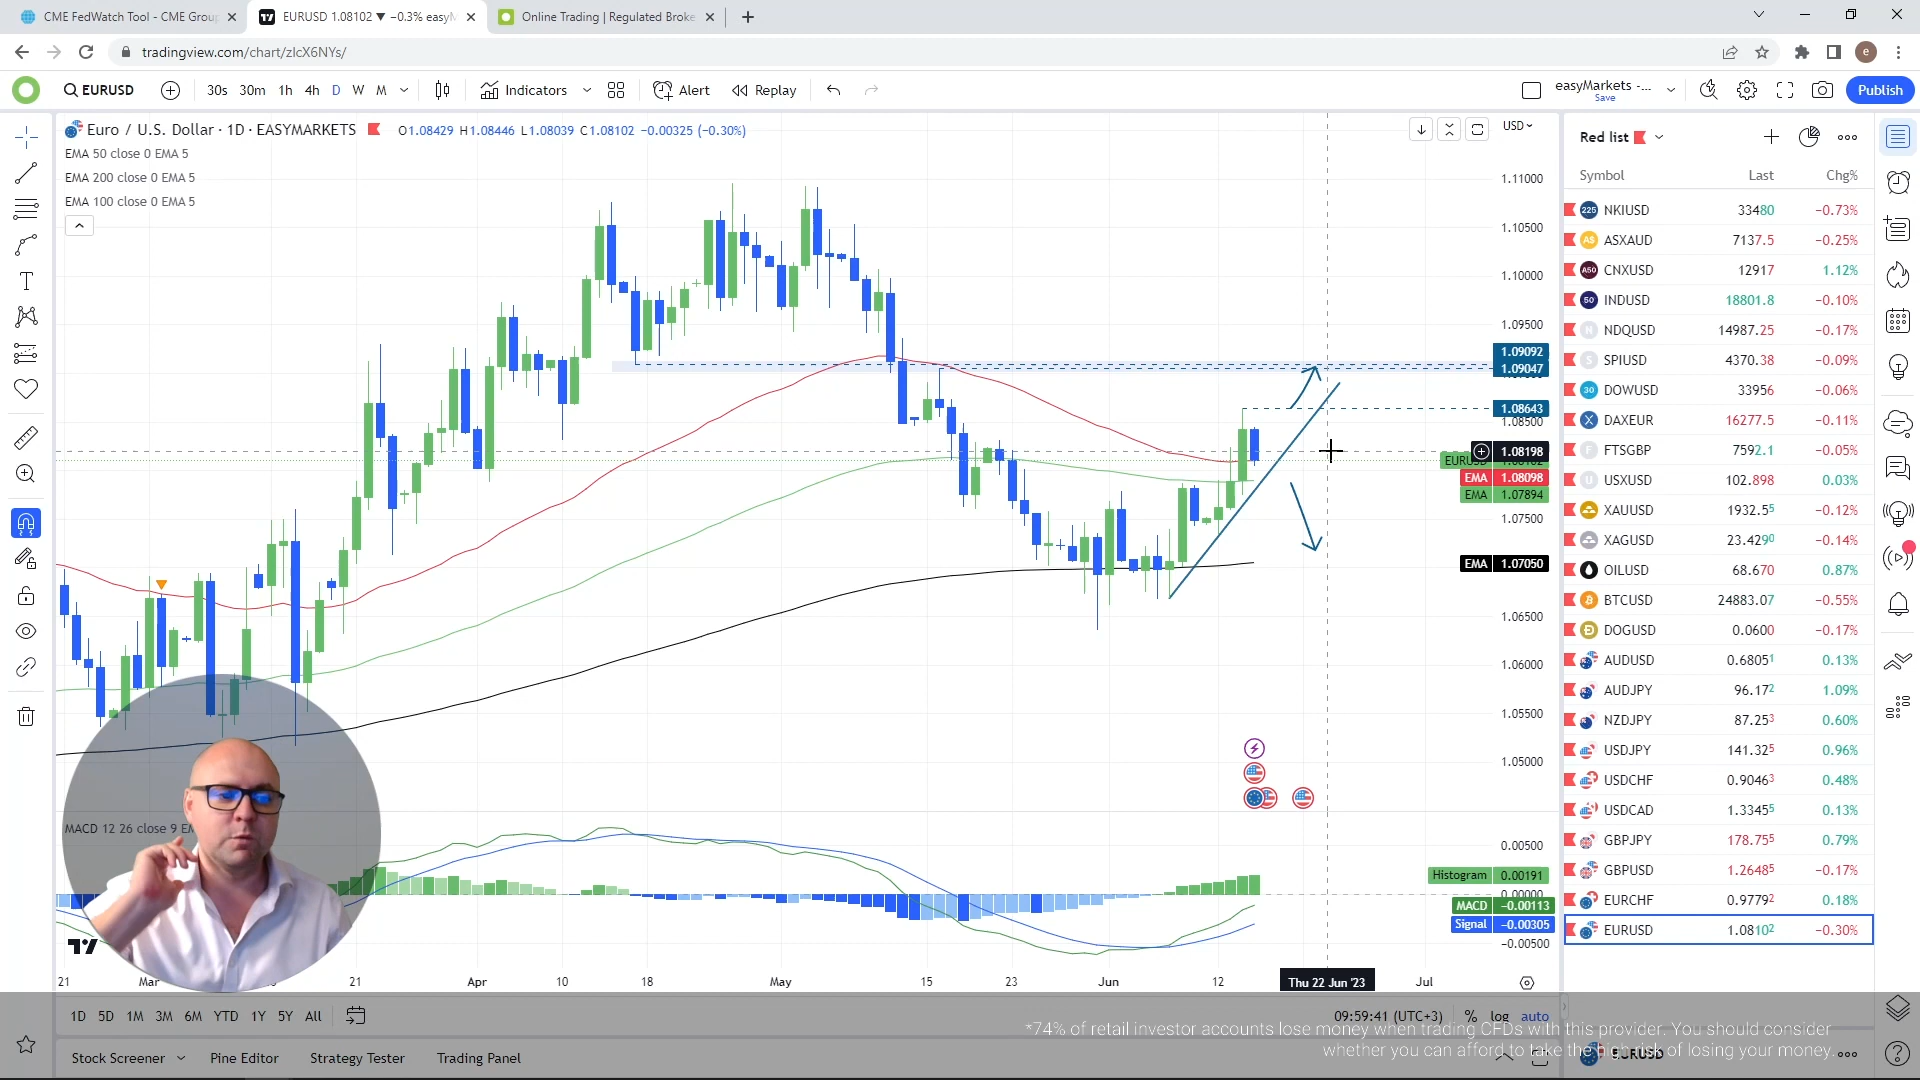 CME FedWatch Tool - CME Group
EURUSD 1.08102 ▼ −0.3% easyM
Online Trading | Regulated Broke
tradingview.com/chart/zlcX6NYs/
e
EURUSD
30s 30m 1h 4h D W M
Indicators
Alert
Replay
easyMarkets -...
Save
Publish
Euro / U.S. Dollar · 1D · EASYMARKETS
O1.08429 H1.08446 L1.08039 C1.08102 −0.00325 (−0.30%)
EMA 50 close 0 EMA 5
EMA 200 close 0 EMA 5
EMA 100 close 0 EMA 5
USD
1.11000
1.10500
1.10000
1.09500
1.09092
1.09047
1.08643
1.08500
1.08198
EURUSD 1.08102
EMA 1.08098
EMA 1.07894
1.07500
EMA 1.07050
1.06500
1.06000
1.05500
1.05000
MACD 12 26 close 9 EM
0.00500
Histogram 0.00191
0.00000
MACD −0.00113
Signal −0.00305
−0.00500
21 Mar 21 Apr 10 18 May 15 23 Jun 12 Thu 22 Jun '23 Jul
Red list
Symbol Last Chg%
225 NKIUSD 33480 −0.73%
A$ ASXAUD 7137.5 −0.25%
A50 CNXUSD 12917 1.12%
50 INDUSD 18801.8 −0.10%
N NDQUSD 14987.25 −0.17%
SPIUSD 4370.38 −0.09%
30 DOWUSD 33956 −0.06%
X DAXEUR 16277.5 −0.11%
F FTSGBP 7592.1 −0.05%
U USXUSD 102.898 0.03%
XAUUSD 1932.55 −0.12%
XAGUSD 23.4290 −0.14%
OILUSD 68.670 0.87%
BTCUSD 24883.07 −0.55%
DOGUSD 0.0600 −0.17%
AUDUSD 0.68051 0.13%
AUDJPY 96.172 1.09%
NZDJPY 87.253 0.60%
USDJPY 141.325 0.96%
USDCHF 0.90463 0.48%
USDCAD 1.33455 0.13%
GBPJPY 178.755 0.79%
GBPUSD 1.26485 −0.17%
EURCHF 0.97792 0.18%
EURUSD 1.08102 −0.30%
1D 5D 1M 3M 6M YTD 1Y 5Y All
09:59:41 (UTC+3) % log auto
Stock Screener Pine Editor Strategy Tester Trading Panel
EURUSD
*74% of retail investor accounts lose money when trading CFDs with this provider. You should consider
whether you can afford to take the high risk of losing your money.